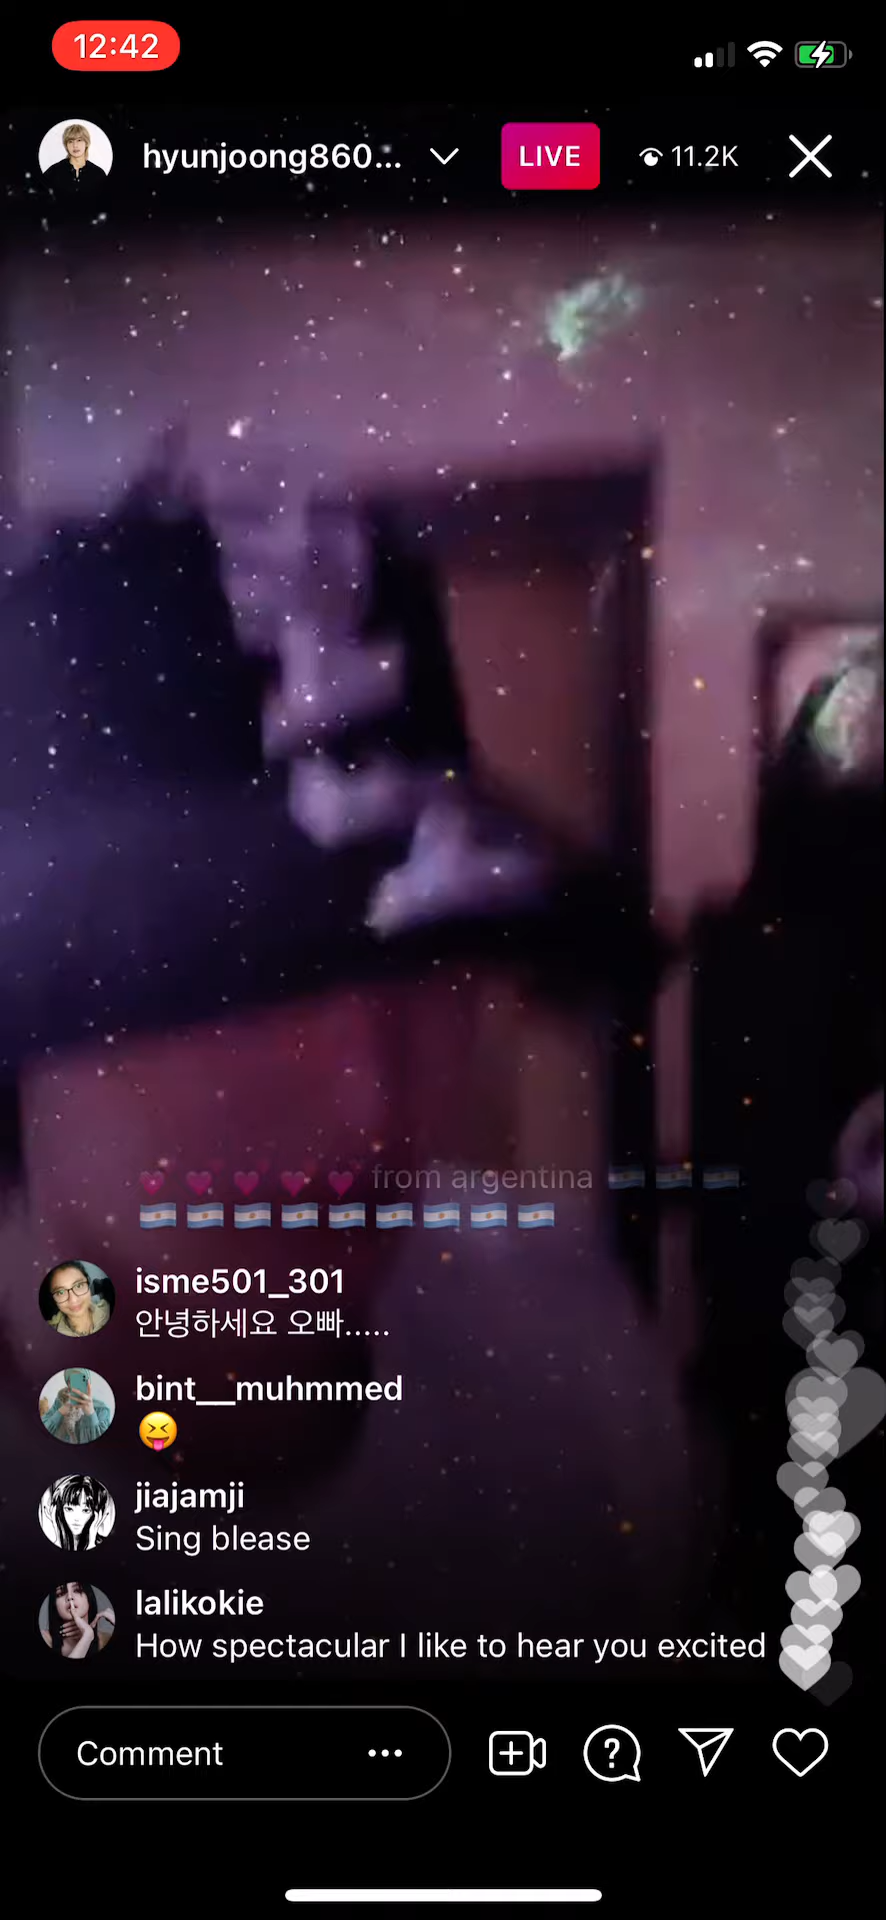 12:42
hyunjoong860...
LIVE
11.2K
from argentina
isme501_301
안녕하세요 오빠.....
bint__muhmmed
jiajamji
Sing blease
lalikokie
How spectacular I like to hear you excited
Comment